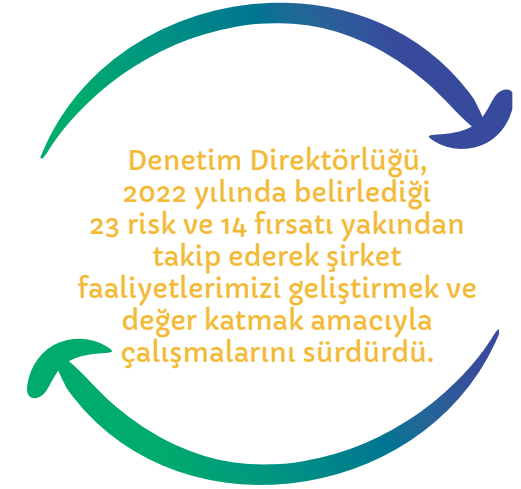 Denetim Direktörlüğü,
2022 yılında belirlediği
23 risk ve 14 fırsatı yakından
takip ederek şirket
faaliyetlerimizi geliştirmek ve
değer katmak amacıyla
çalışmalarını sürdürdü.